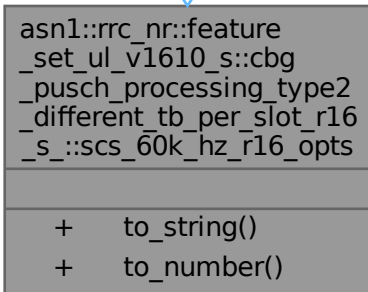 asn1::rrc_nr::feature
_set_ul_v1610_s::cbg
_pusch_processing_type2
_different_tb_per_slot_r16
_s_::scs_60k_hz_r16_opts
+ to_string()
+ to_number()